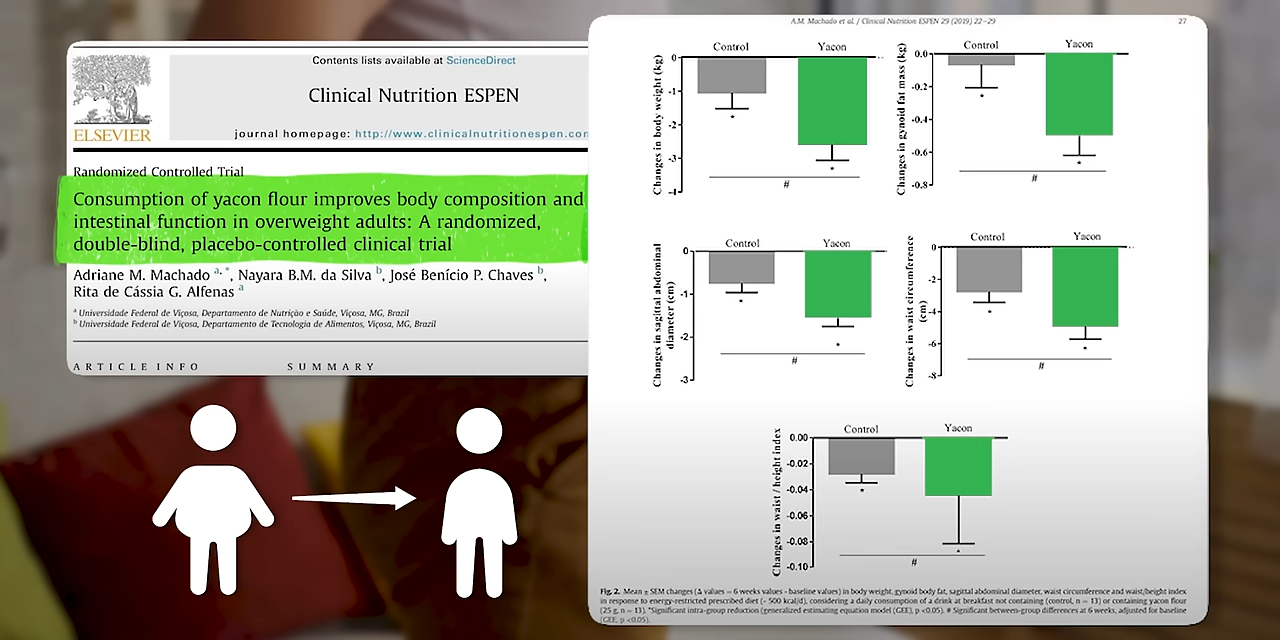 Contents lists available at ScienceDirect
Clinical Nutrition ESPEN
ELSEVIER
journal homepage: http://www.clinicalnutritionespen.com
Randomized Controlled Trial
Consumption of yacon flour improves body composition and
intestinal function in overweight adults: A randomized,
double-blind, placebo-controlled clinical trial
Adriane M. Machado a, *, Nayara B.M. da Silva b, José Benício P. Chaves b,
Rita de Cássia G. Alfenas a
a Universidade Federal de Viçosa, Departamento de Nutrição e Saúde, Viçosa, MG, Brazil
b Universidade Federal de Viçosa, Departamento de Tecnologia de Alimentos, Viçosa, MG, Brazil
ARTICLE INFO SUMMARY
A.M. Machado et al. / Clinical Nutrition ESPEN 29 (2019) 22–29 27
Control Yacon
Changes in body weight (kg)
0
-1
-2
-3
-4
*
*
#
Control Yacon
Changes in gynoid fat mass (kg)
0.0
-0.2
-0.4
-0.6
-0.8
*
*
#
Control Yacon
Changes in sagittal abdominal
diameter (cm)
0
-1
-2
-3
*
*
#
Control Yacon
Changes in waist circumference
(cm)
0
-2
-4
-6
-8
*
*
#
Control Yacon
Changes in waist / height index
0.00
-0.02
-0.04
-0.06
-0.08
-0.10
*
*
#
Fig. 2. Mean ± SEM changes (Δ values = 6 weeks values - baseline values) in body weight, gynoid body fat, sagittal abdominal diameter, waist circumference and waist/height index
in response to energy-restricted prescribed diet (- 500 kcal/d), considering a daily consumption of a drink at breakfast not containing (control, n = 13) or containing yacon flour
(25 g, n = 13). *Significant intra-group reduction (generalized estimating equation model (GEE), p <0.05). # Significant between-group differences at 6 weeks, adjusted for baseline
(GEE, p <0.05).